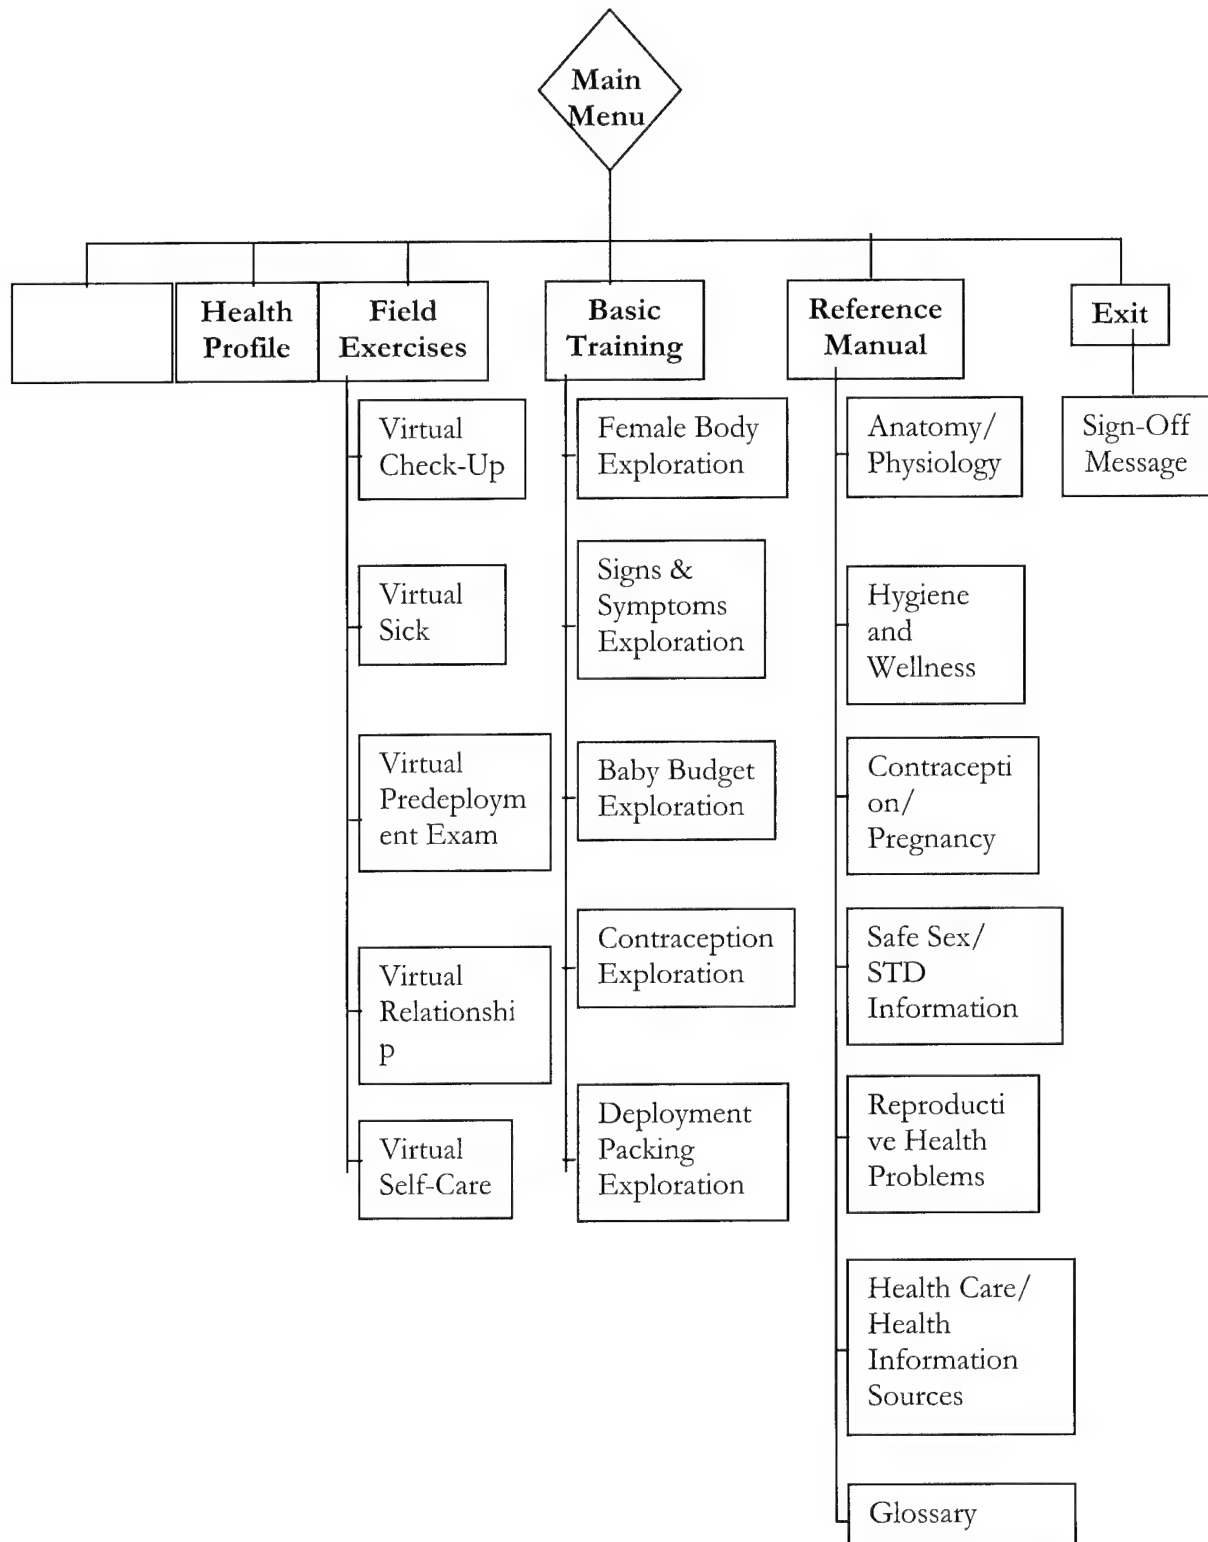 Main
Menu
Health
Profile
Field
Exercises
Basic
Training
Reference
Manual
Exit
Virtual
Check-Up
Virtual
Sick
Virtual
Predeploym
ent Exam
Virtual
Relationshi
p
Virtual
Self-Care
Female Body
Exploration
Signs &
Symptoms
Exploration
Baby Budget
Exploration
Contraception
Exploration
Deployment
Packing
Exploration
Anatomy/
Physiology
Hygiene
and
Wellness
Contracepti
on/
Pregnancy
Safe Sex/
STD
Information
Reproducti
ve Health
Problems
Health Care/
Health
Information
Sources
Glossary
Sign-Off
Message